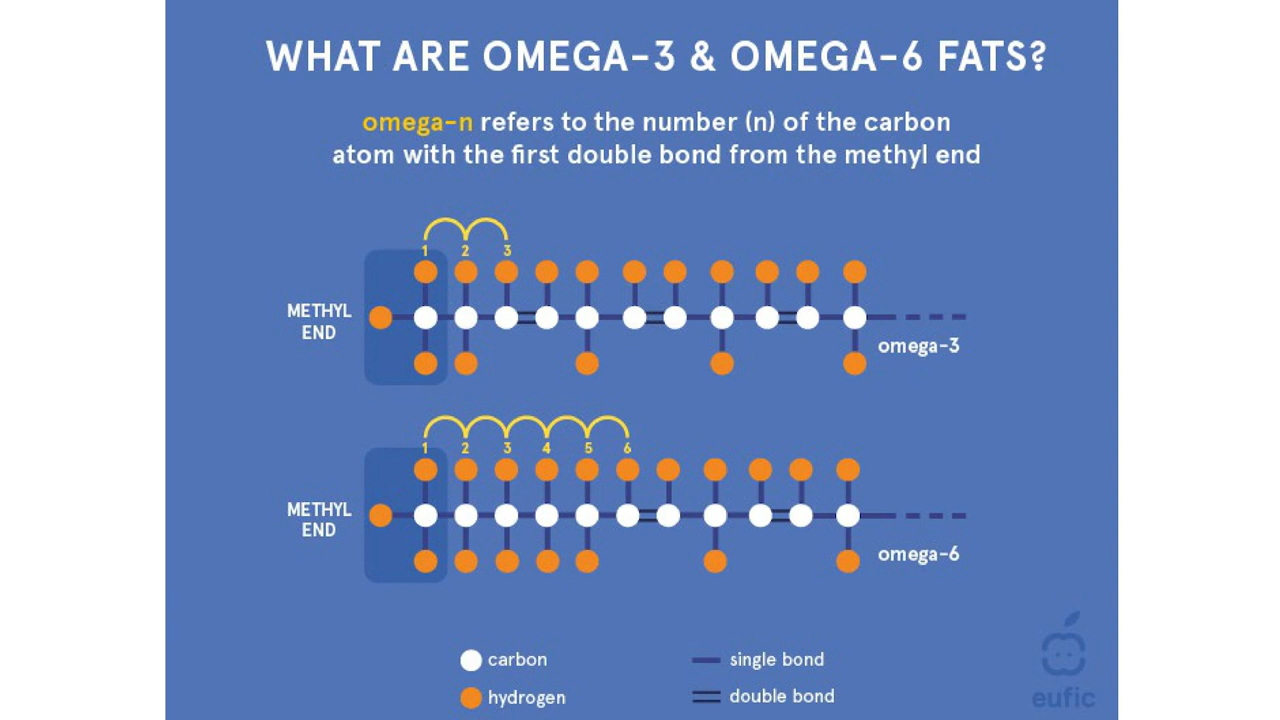 WHAT ARE OMEGA-3 & OMEGA-6 FATS?
omega-n refers to the number (n) of the carbon
atom with the first double bond from the methyl end
1 2 3
METHYL
END
omega-3
1 2 3 4 5 6
METHYL
END
omega-6
carbon
single bond
hydrogen
double bond
eufic